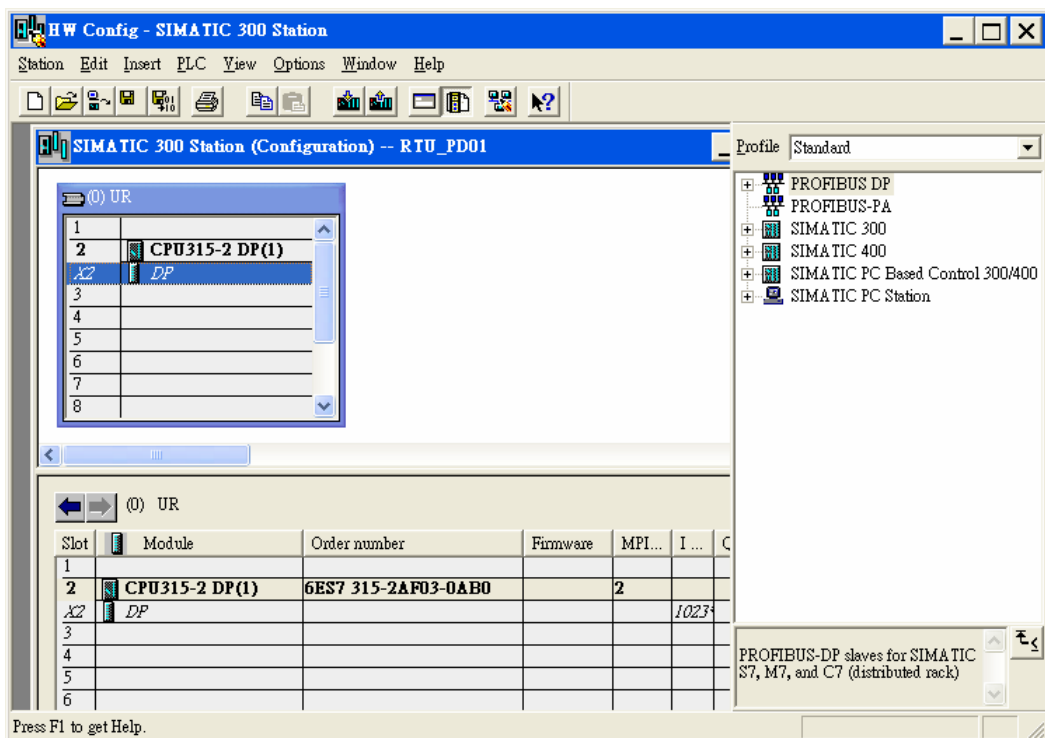 HW Config - SIMATIC 300 Station
Station Edit Insert PLC View Options Window Help
SIMATIC 300 Station (Configuration) -- RTU_PD01
(0) UR
1
2 CPU315-2 DP(1)
X2 DP
3
4
5
6
7
8
Profile Standard
PROFIBUS DP
PROFIBUS-PA
SIMATIC 300
SIMATIC 400
SIMATIC PC Based Control 300/400
SIMATIC PC Station
(0) UR
Slot Module Order number Firmware MPI... I ...
1
2 CPU315-2 DP(1) 6ES7 315-2AF03-0AB0 2
X2 DP 1023*
3
4
5
6
PROFIBUS-DP slaves for SIMATIC
S7, M7, and C7 (distributed rack)
Press F1 to get Help.